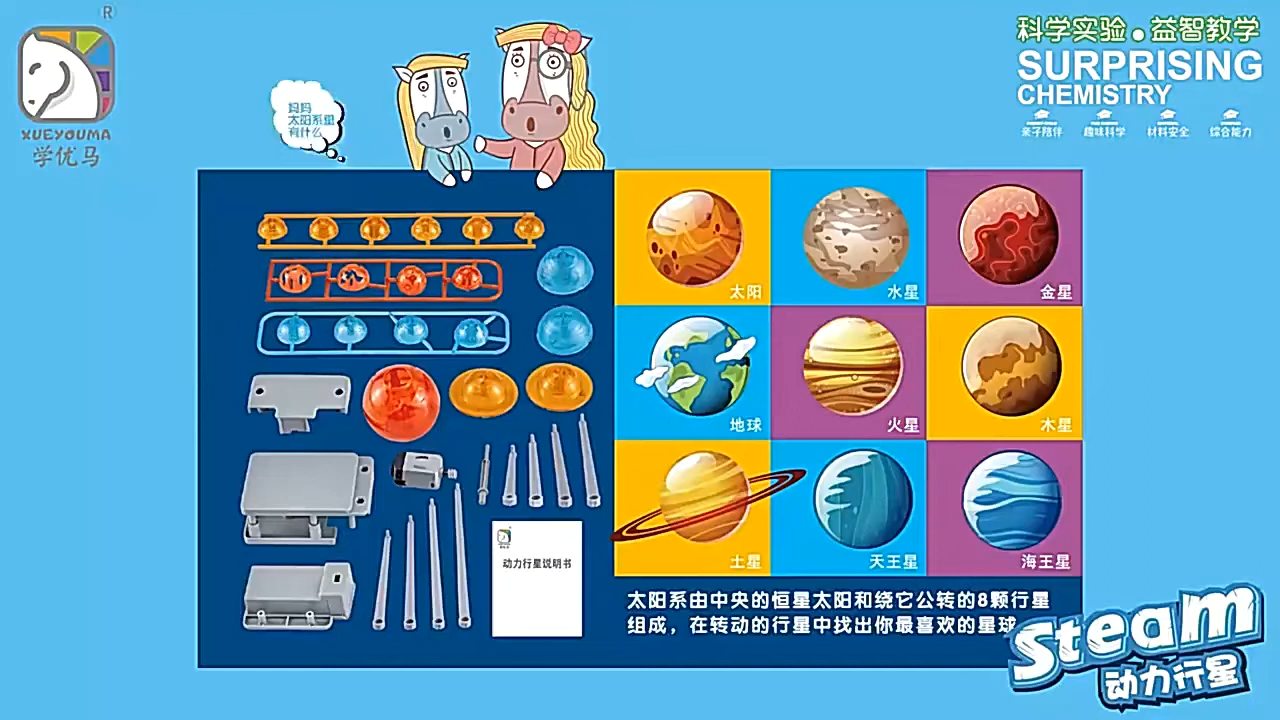 R
XUEYOUMA
学优马
妈妈
太阳系里
有什么
科学实验 • 益智教学
SURPRISING
CHEMISTRY
亲子陪伴 趣味科学 材料安全 综合能力
太阳 水星 金星
地球 火星 木星
土星 天王星 海王星
动力行星说明书
太阳系由中央的恒星太阳和绕它公转的8颗行星
组成，在转动的行星中找出你最喜欢的星球
Steam
动力行星